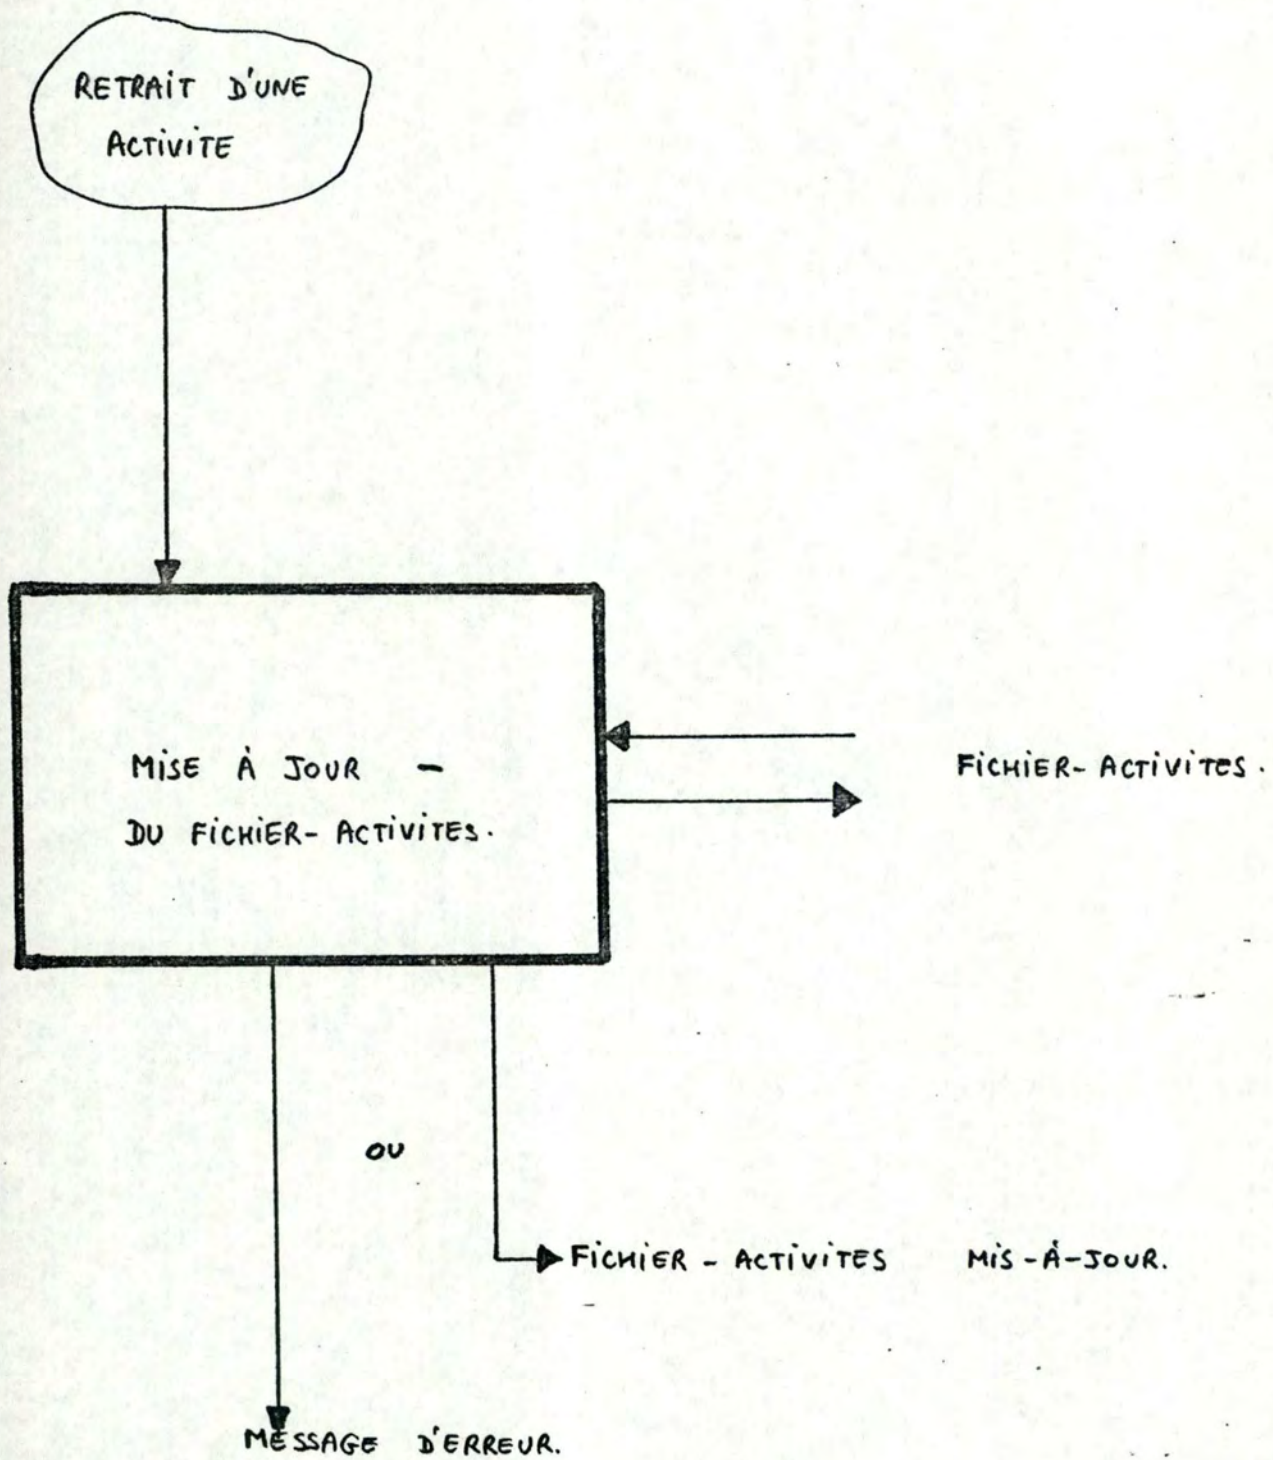 RETRAIT D'UNE
ACTIVITE
MISE À JOUR -
DU FICHIER- ACTIVITES.
FICHIER- ACTIVITES.
OU
FICHIER - ACTIVITES MIS-À-JOUR.
MESSAGE D'ERREUR.